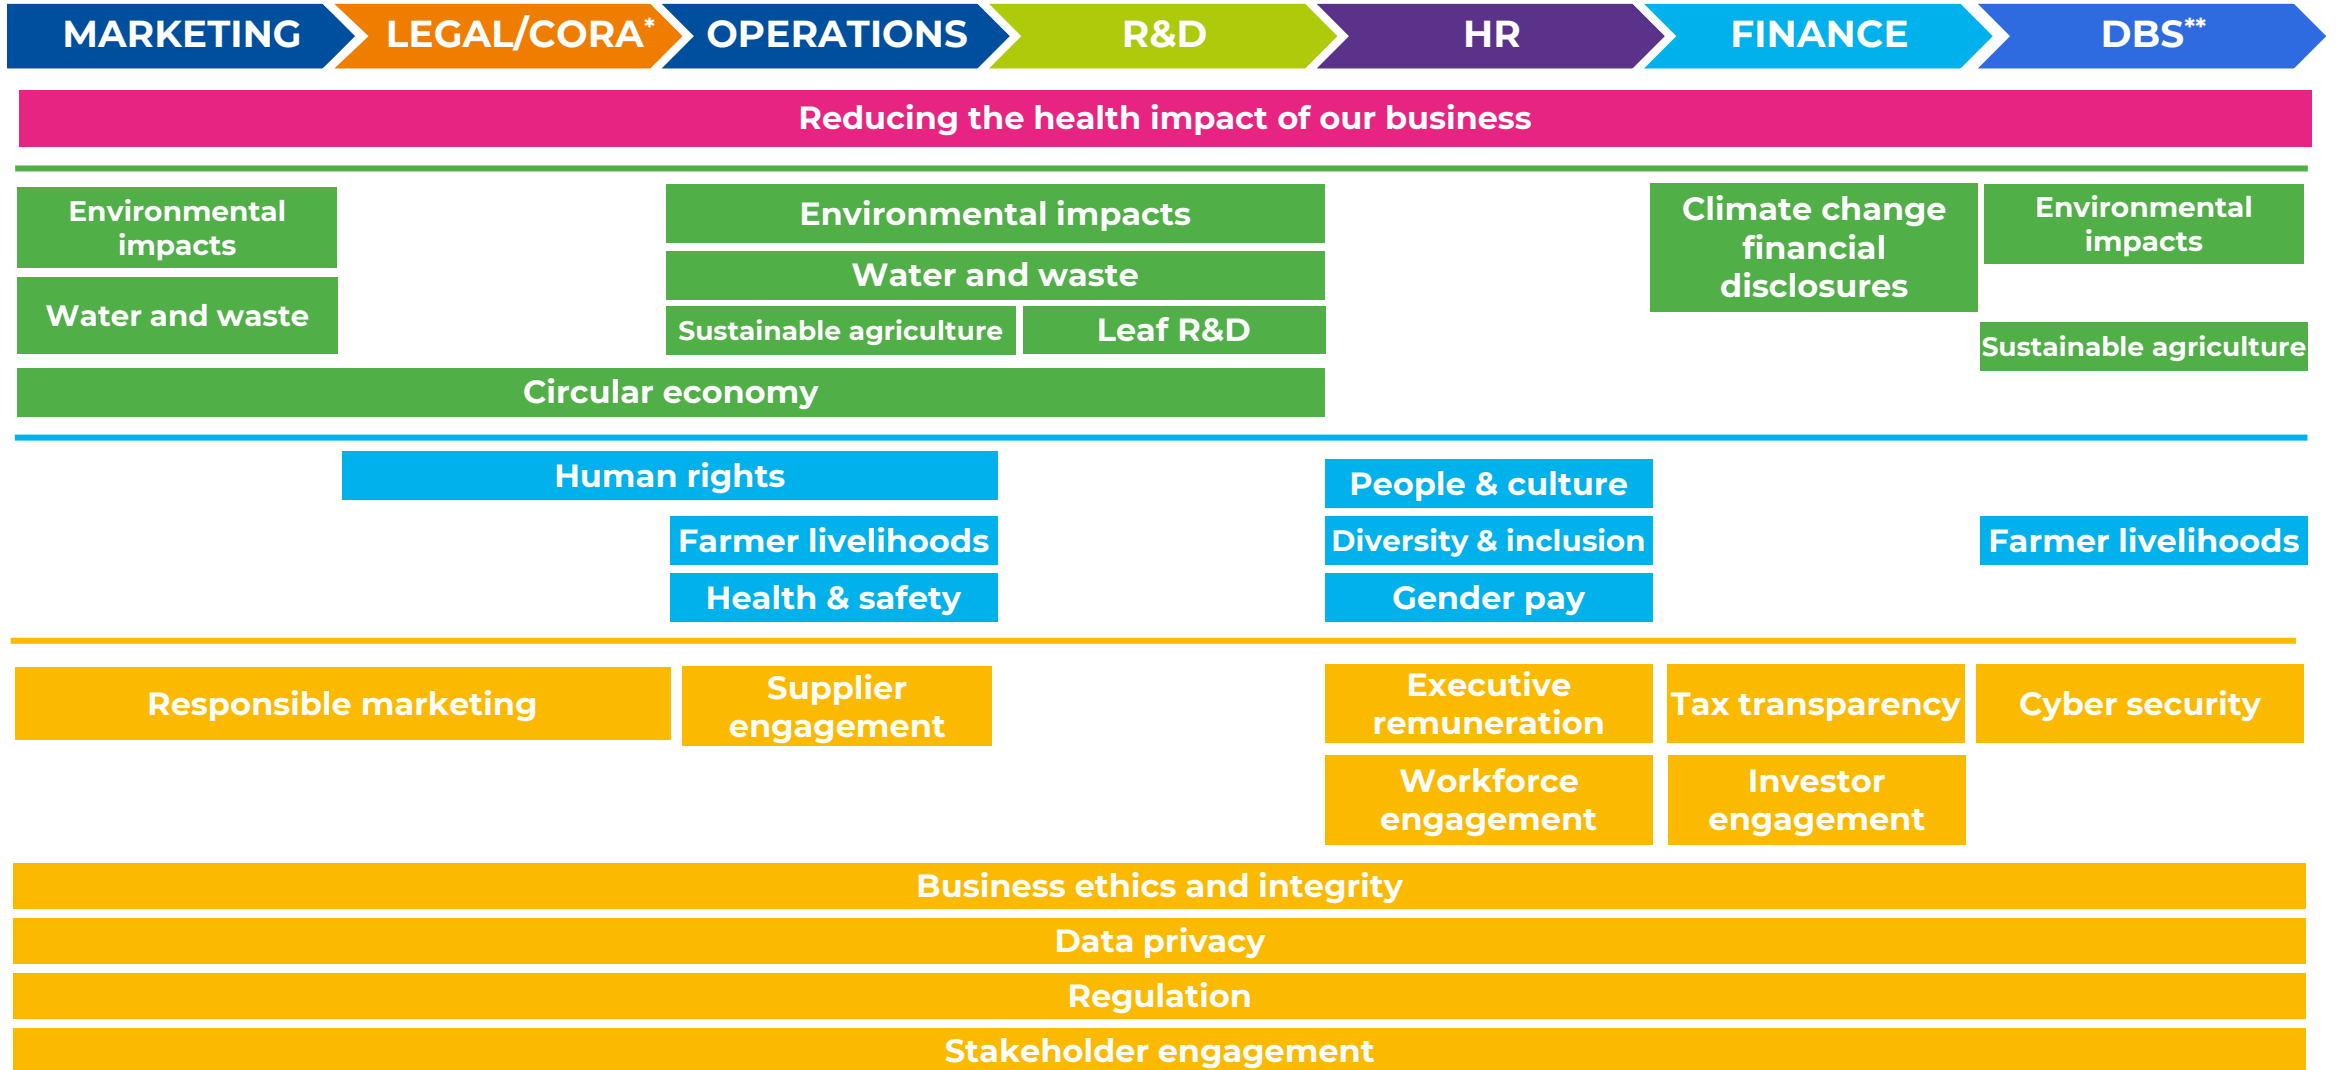 MARKETING
LEGAL/CORA*
OPERATIONS
R&D
HR
FINANCE
DBS**
Reducing the health impact of our business
Environmental
impacts
Environmental impacts
Climate change
financial
disclosures
Environmental
impacts
Water and waste
Water and waste
Sustainable agriculture
Leaf R&D
Sustainable agriculture
Circular economy
Human rights
People & culture
Farmer livelihoods
Diversity & inclusion
Farmer livelihoods
Health & safety
Gender pay
Responsible marketing
Supplier
engagement
Executive
remuneration
Tax transparency
Cyber security
Workforce
engagement
Investor
engagement
Business ethics and integrity
Data privacy
Regulation
Stakeholder engagement